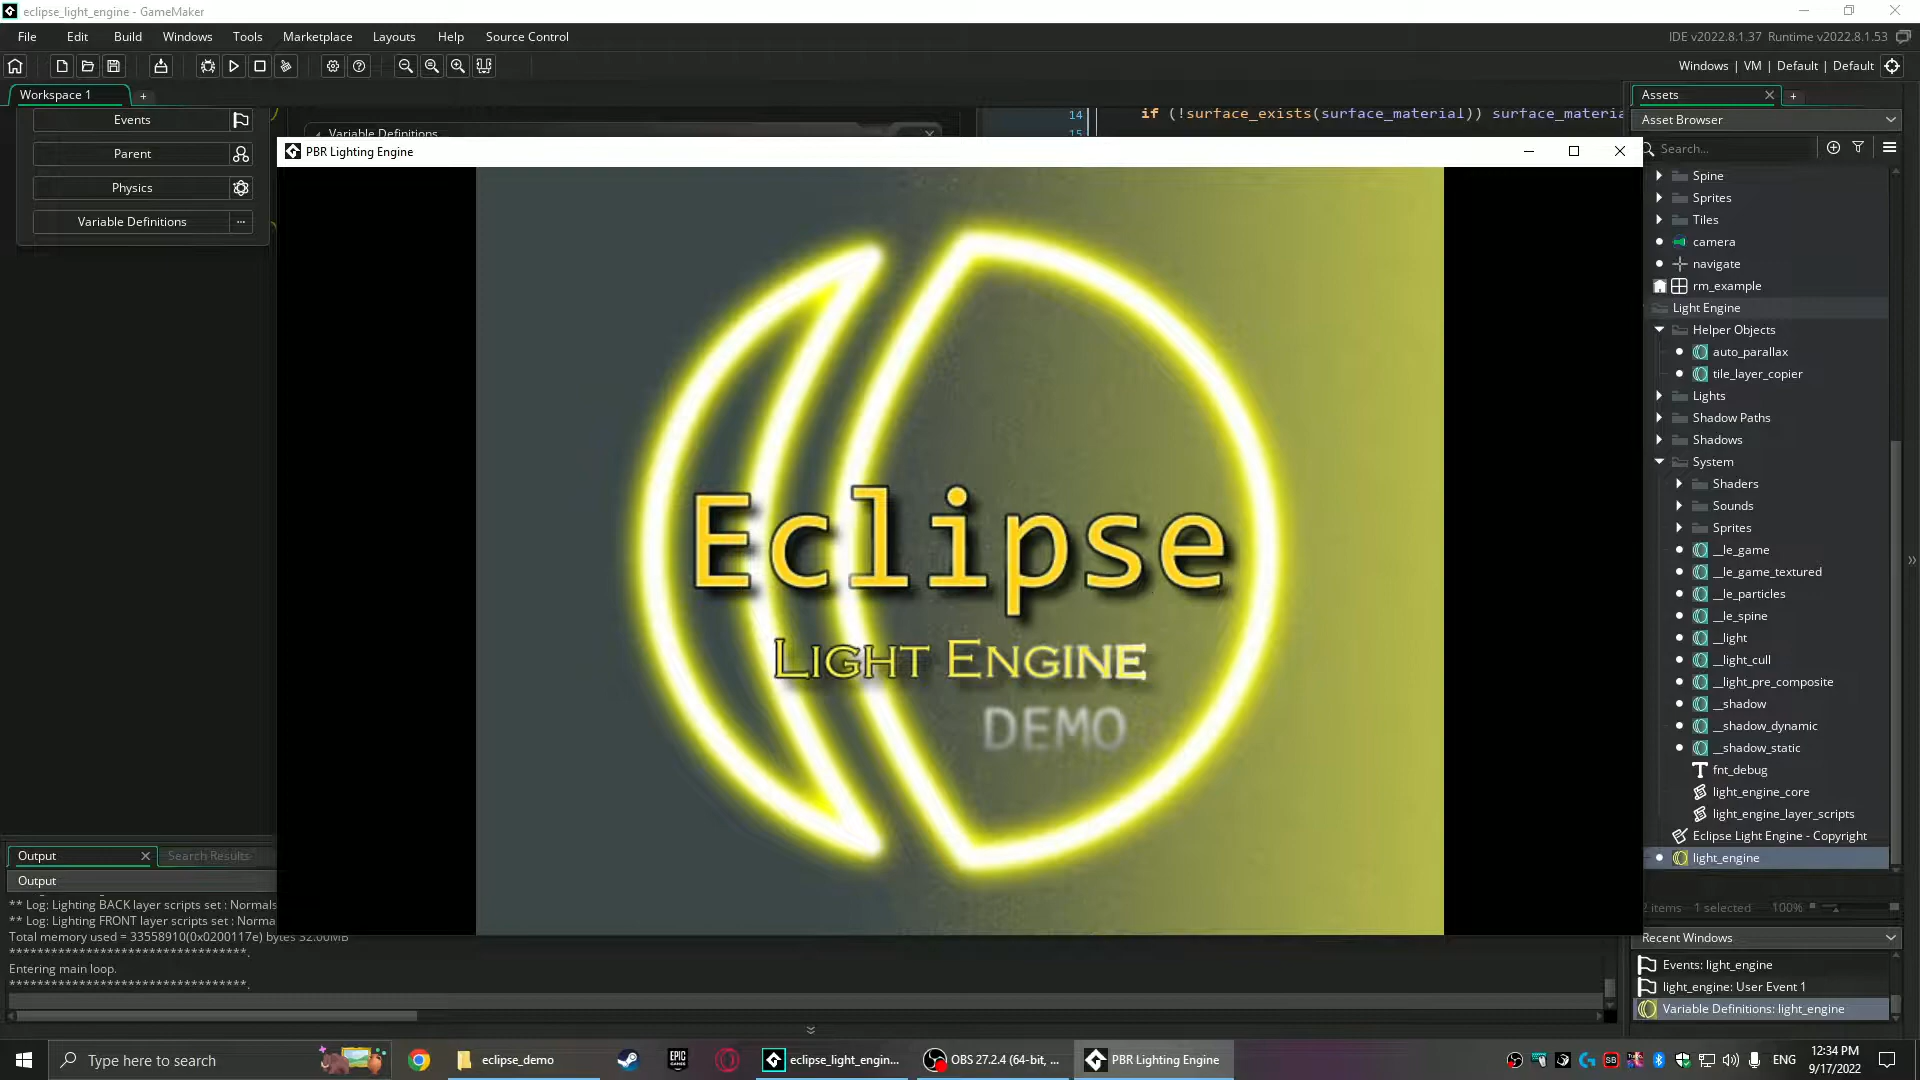 eclipse_light_engine - GameMaker
File Edit Build Windows Tools Marketplace Layouts Help Source Control
IDE v2022.8.1.37 Runtime v2022.8.1.53
Windows | VM | Default | Default
Workspace 1
Events
Parent
Physics
Variable Definitions
Variable Definitions
14 if (!surface_exists(surface_material)) surface_materia
15
PBR Lighting Engine
Eclipse
LIGHT ENGINE
DEMO
Assets
Asset Browser
Search...
Spine
Sprites
Tiles
camera
navigate
rm_example
Light Engine
Helper Objects
auto_parallax
tile_layer_copier
Lights
Shadow Paths
Shadows
System
Shaders
Sounds
Sprites
__le_game
__le_game_textured
__le_particles
__le_spine
__light
__light_cull
__light_pre_composite
__shadow
__shadow_dynamic
__shadow_static
fnt_debug
light_engine_core
light_engine_layer_scripts
Eclipse Light Engine - Copyright
light_engine
2 items 1 selected 100%
Recent Windows
Events: light_engine
light_engine: User Event 1
Variable Definitions: light_engine
Output
Search Results
Output
** Log: Lighting BACK layer scripts set : Normals
** Log: Lighting FRONT layer scripts set : Norma
Total memory used = 33558910(0x0200117e) bytes 32.00MB
**********************************.
Entering main loop.
**********************************.
Type here to search
eclipse_demo
EPIC GAMES
eclipse_light_engin...
OBS 27.2.4 (64-bit, ...
PBR Lighting Engine
ENG
12:34 PM
9/17/2022